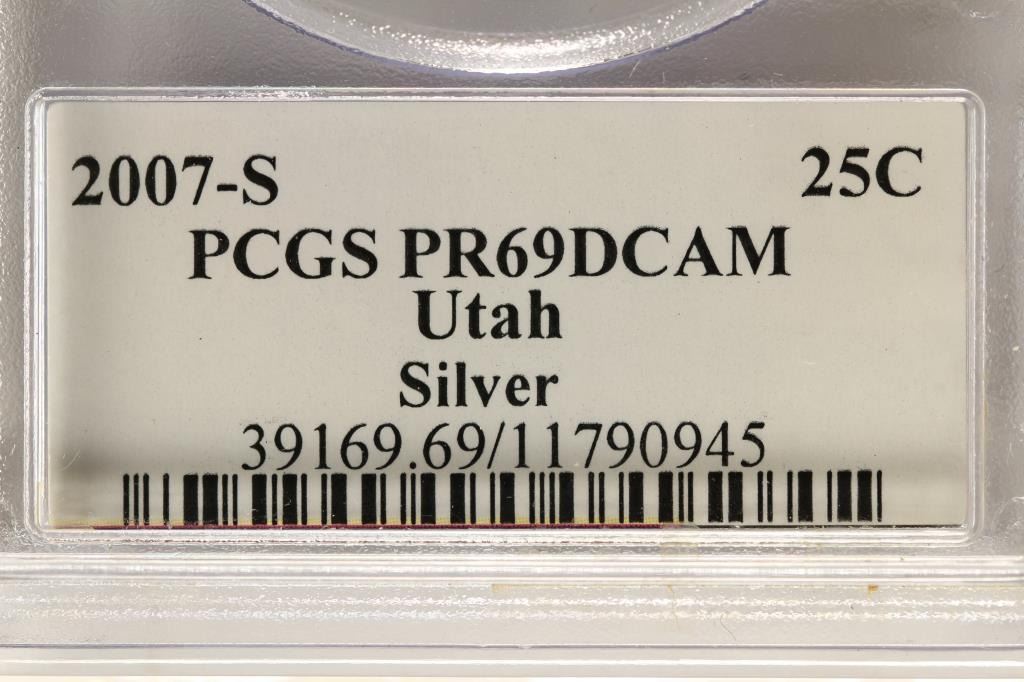 2007-S 25C
PCGS PR69DCAM
Utah
Silver
39169.69/11790945